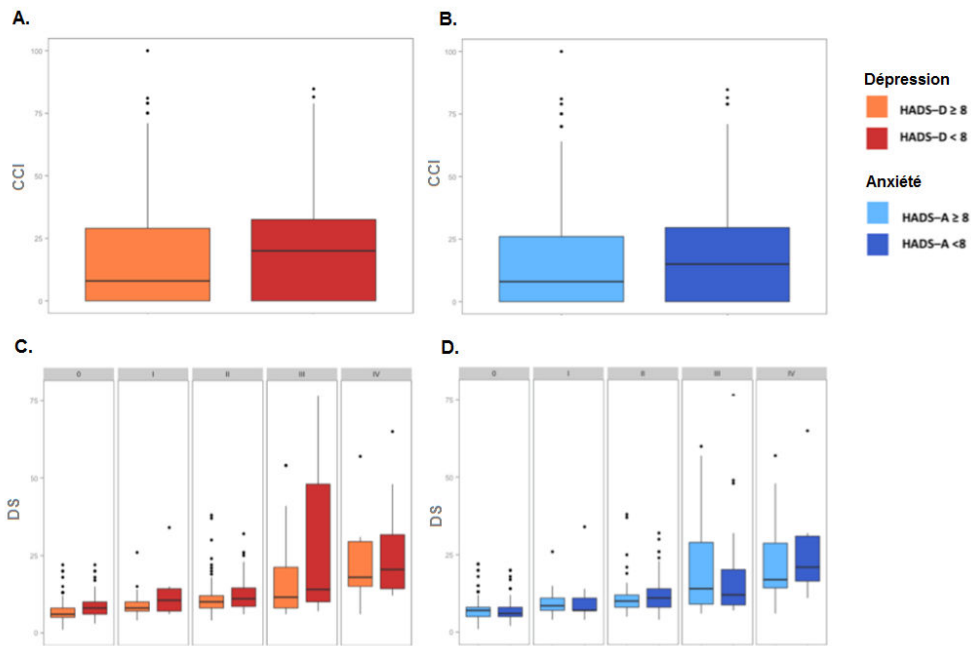 A.
B.
100
75
50
25
0
CCI
100
75
50
25
0
CCI
Dépression
HADS–D ≥ 8
HADS–D < 8
Anxiété
HADS–A ≥ 8
HADS–A <8
C.
0 I II III IV
75
50
25
0
DS
D.
0 I II III IV
75
50
25
0
DS